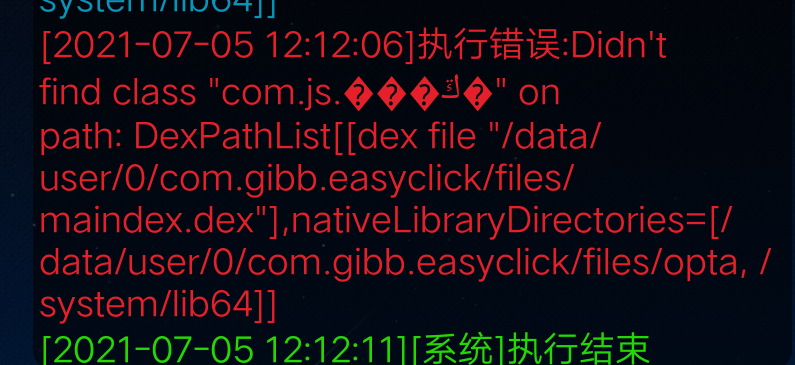 system/lib64]]
[2021-07-05 12:12:06]执行错误:Didn't
find class "com.js.���ڭ�" on
path: DexPathList[[dex file "/data/
user/0/com.gibb.easyclick/files/
maindex.dex"],nativeLibraryDirectories=[/
data/user/0/com.gibb.easyclick/files/opta, /
system/lib64]]
[2021-07-05 12:12:11][系统]执行结束